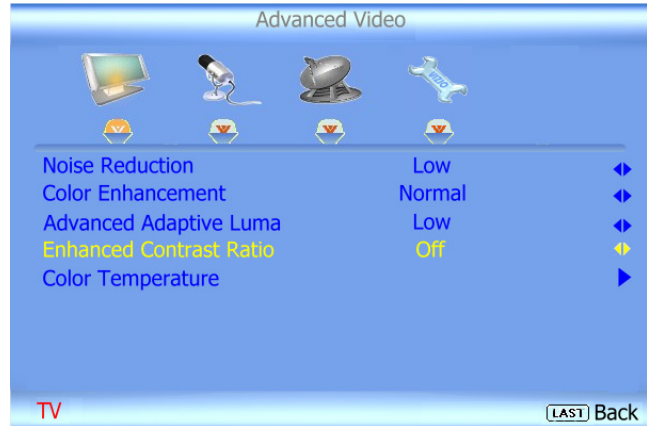 Advanced Video
VIZIO
Noise Reduction Low
Color Enhancement Normal
Advanced Adaptive Luma Low
Enhanced Contrast Ratio Off
Color Temperature
TV LAST Back